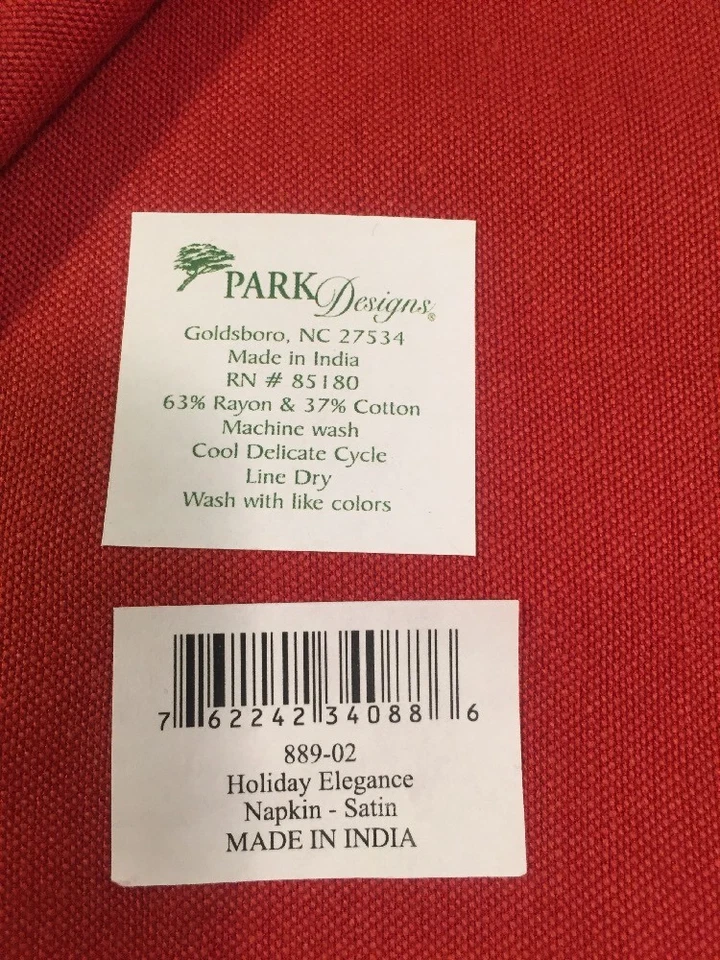 PARK Designs®
Goldsboro, NC 27534
Made in India
RN # 85180
63% Rayon & 37% Cotton
Machine wash
Cool Delicate Cycle
Line Dry
Wash with like colors
7 62242 34088 6
889-02
Holiday Elegance
Napkin - Satin
MADE IN INDIA